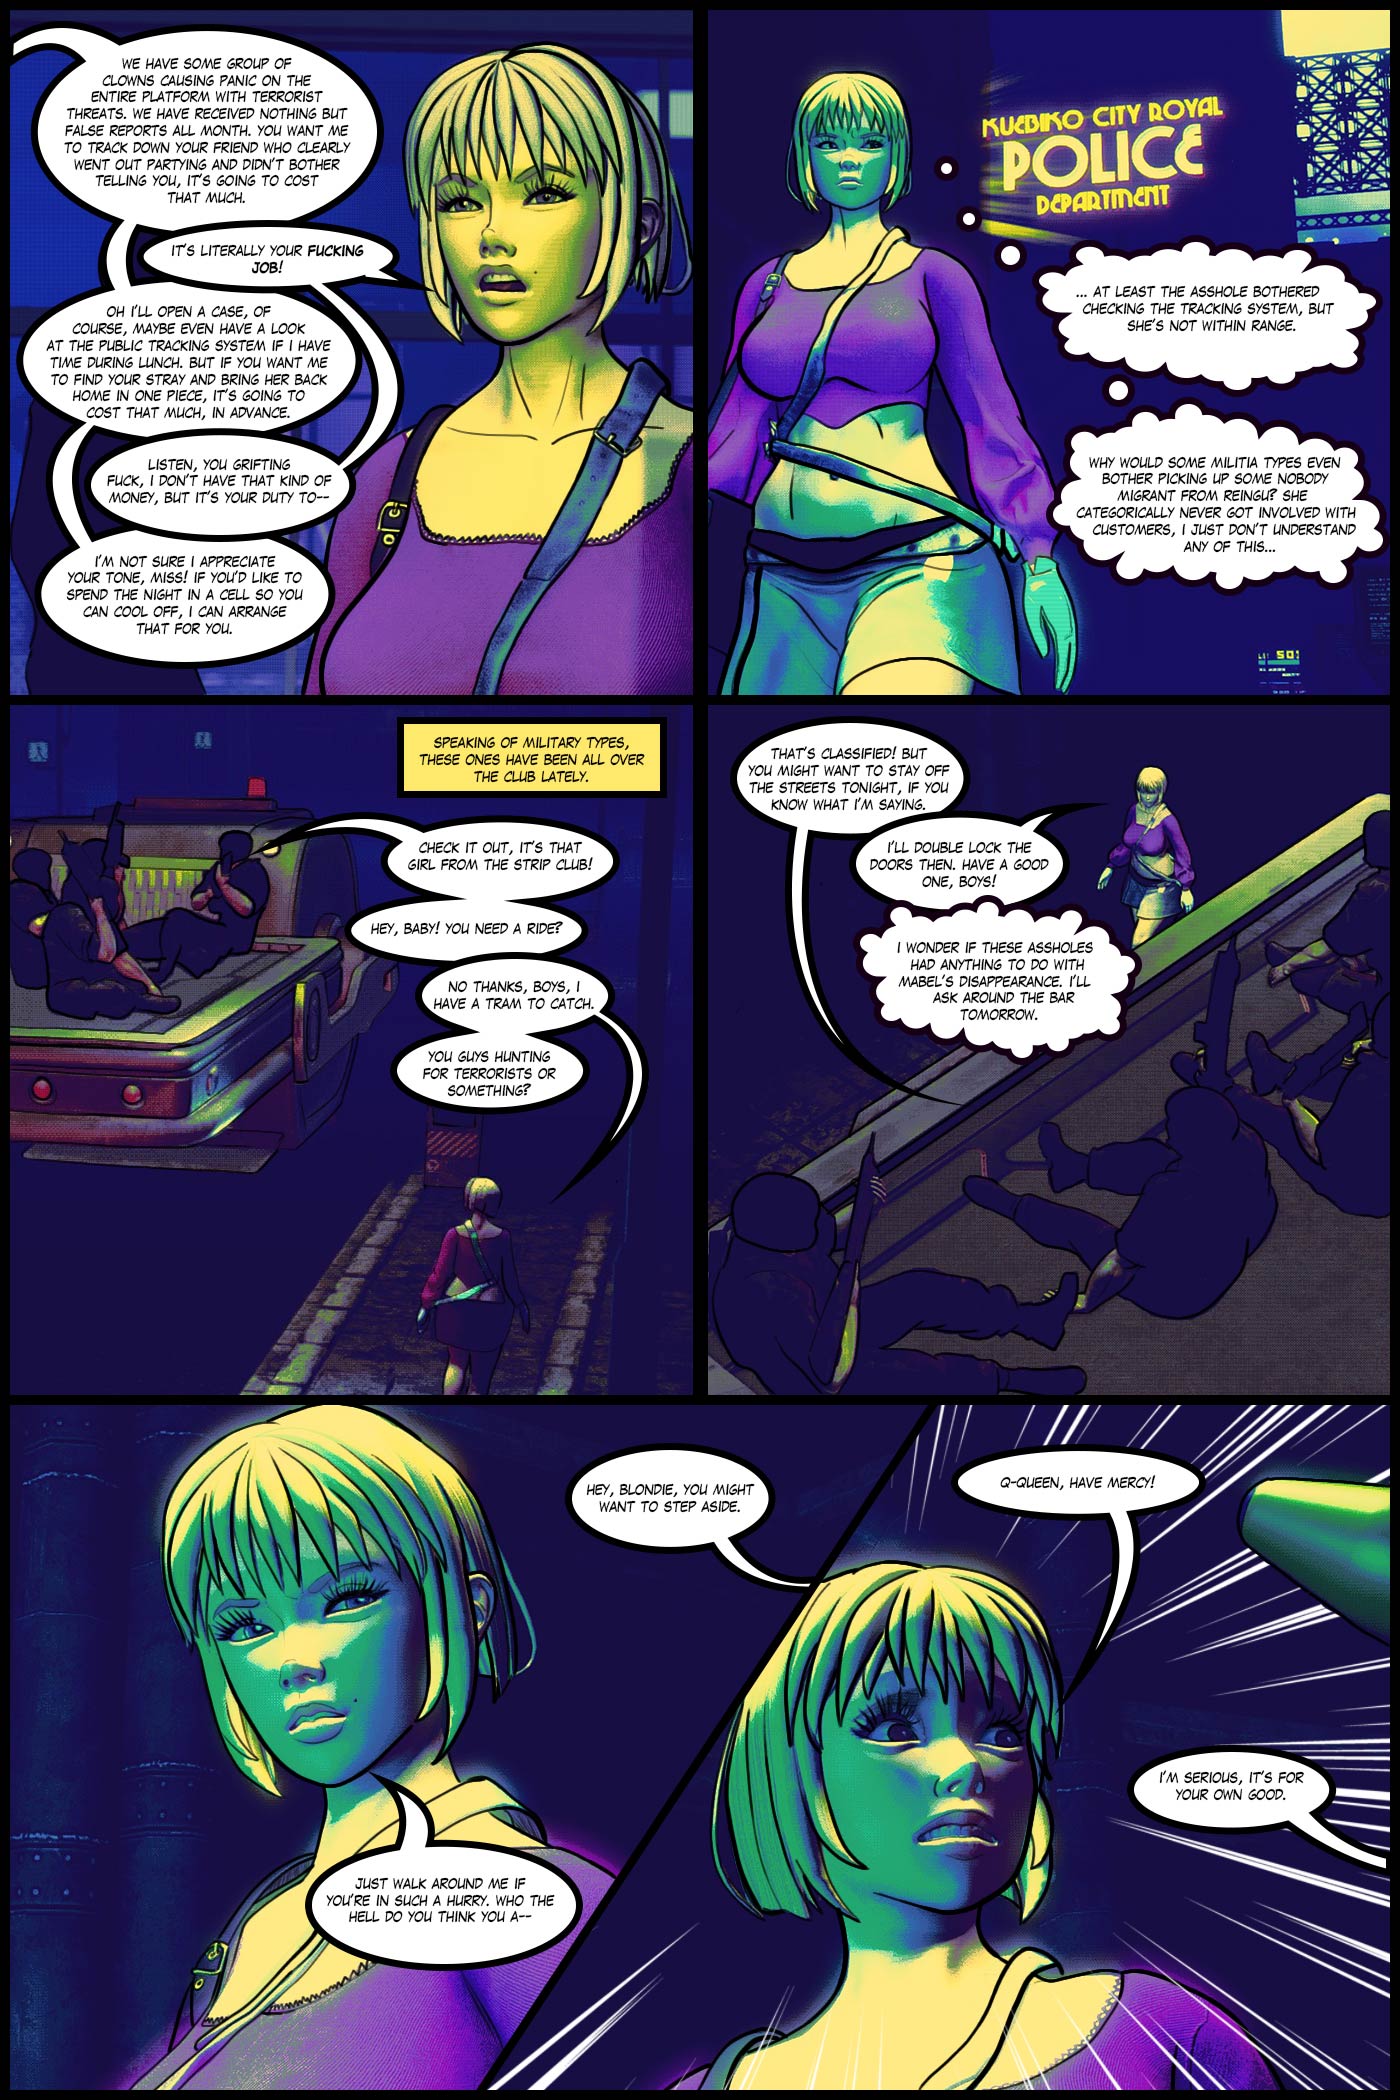 WE HAVE SOME GROUP OF
CLOWNS CAUSING PANIC ON THE
ENTIRE PLATFORM WITH TERRORIST
THREATS. WE HAVE RECEIVED NOTHING BUT
FALSE REPORTS ALL MONTH. YOU WANT ME
TO TRACK DOWN YOUR FRIEND WHO CLEARLY
WENT OUT PARTYING AND DIDN'T BOTHER
TELLING YOU, IT'S GOING TO COST
THAT MUCH.
IT'S LITERALLY YOUR FUCKING
JOB!
OH I'LL OPEN A CASE, OF
COURSE, MAYBE EVEN HAVE A LOOK
AT THE PUBLIC TRACKING SYSTEM IF I HAVE
TIME DURING LUNCH. BUT IF YOU WANT ME
TO FIND YOUR STRAY AND BRING HER BACK
HOME IN ONE PIECE, IT'S GOING TO
COST THAT MUCH, IN ADVANCE.
LISTEN, YOU GRIFTING
FUCK, I DON'T HAVE THAT KIND OF
MONEY, BUT IT'S YOUR DUTY TO--
I'M NOT SURE I APPRECIATE
YOUR TONE, MISS! IF YOU'D LIKE TO
SPEND THE NIGHT IN A CELL SO YOU
CAN COOL OFF, I CAN ARRANGE
THAT FOR YOU.
KUEBIKO CITY ROYAL
POLICE
DEPARTMENT
... AT LEAST THE ASSHOLE BOTHERED
CHECKING THE TRACKING SYSTEM, BUT
SHE'S NOT WITHIN RANGE.
WHY WOULD SOME MILITIA TYPES EVEN
BOTHER PICKING UP SOME NOBODY
MIGRANT FROM REINGU? SHE
CATEGORICALLY NEVER GOT INVOLVED WITH
CUSTOMERS, I JUST DON'T UNDERSTAND
ANY OF THIS...
SPEAKING OF MILITARY TYPES,
THESE ONES HAVE BEEN ALL OVER
THE CLUB LATELY.
CHECK IT OUT, IT'S THAT
GIRL FROM THE STRIP CLUB!
HEY, BABY! YOU NEED A RIDE?
NO THANKS, BOYS, I
HAVE A TRAM TO CATCH.
YOU GUYS HUNTING
FOR TERRORISTS OR
SOMETHING?
THAT'S CLASSIFIED! BUT
YOU MIGHT WANT TO STAY OFF
THE STREETS TONIGHT, IF YOU
KNOW WHAT I'M SAYING.
I'LL DOUBLE LOCK THE
DOORS THEN. HAVE A GOOD
ONE, BOYS!
I WONDER IF THESE ASSHOLES
HAD ANYTHING TO DO WITH
MABEL'S DISAPPEARANCE. I'LL
ASK AROUND THE BAR
TOMORROW.
HEY, BLONDIE, YOU MIGHT
WANT TO STEP ASIDE.
JUST WALK AROUND ME IF
YOU'RE IN SUCH A HURRY. WHO THE
HELL DO YOU THINK YOU A--
Q-QUEEN, HAVE MERCY!
I'M SERIOUS, IT'S FOR
YOUR OWN GOOD.